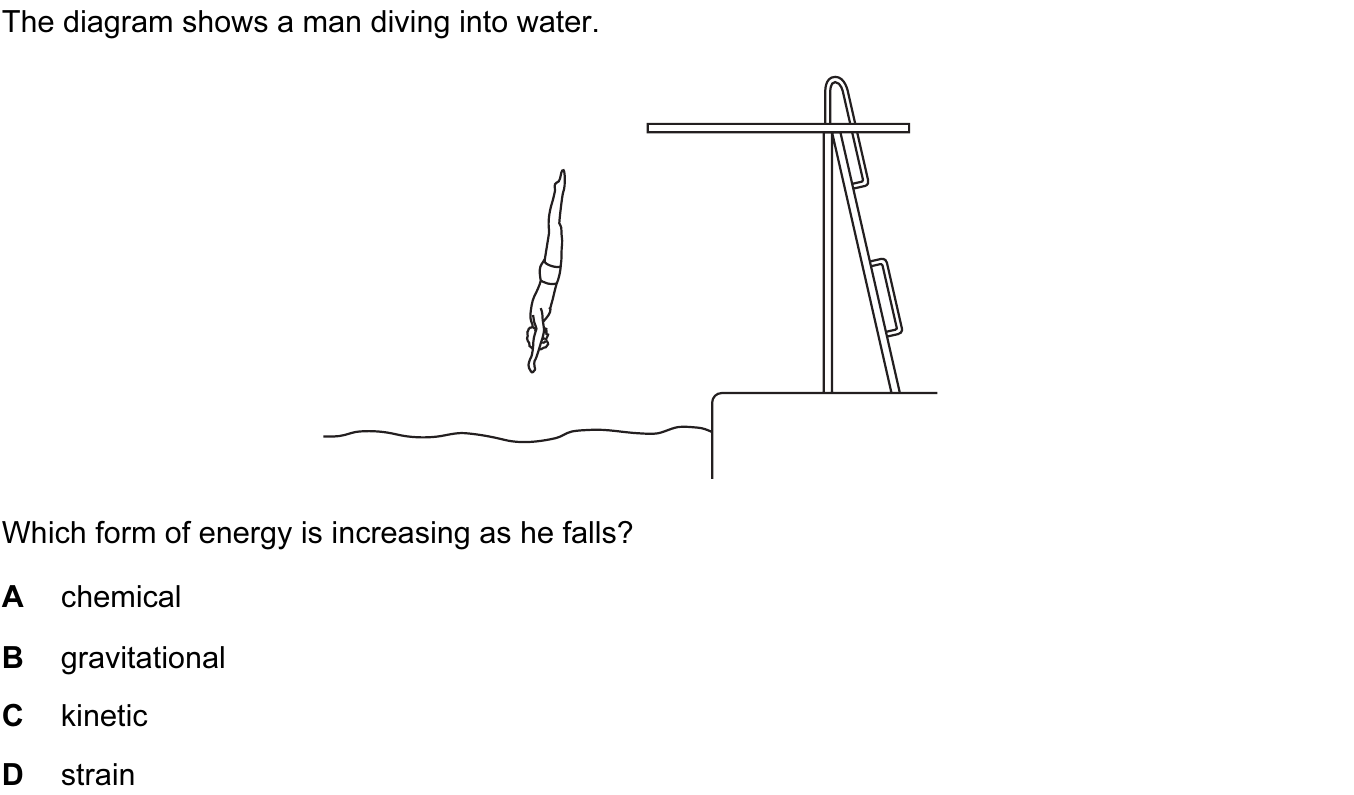 The diagram shows a man diving into water.
Which form of energy is increasing as he falls?
A chemical
B gravitational
C kinetic
D strain